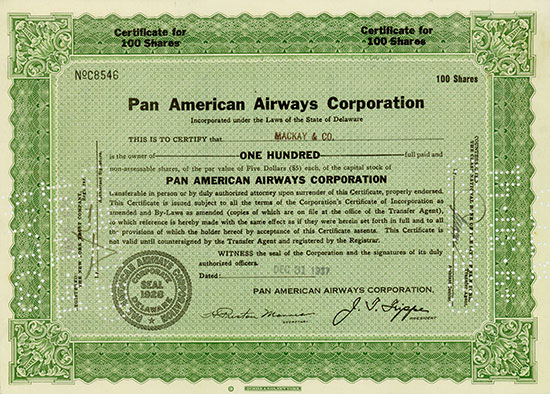 Certificate for
100 Shares
Certificate for
100 Shares
NºC8546
100 Shares
Pan American Airways Corporation
Incorporated under the Laws of the State of Delaware
THIS IS TO CERTIFY that MACKAY & CO.
is the owner of ONE HUNDRED full paid and
non-assessable shares, of the par value of Five Dollars ($5) each, of the capital stock of
PAN AMERICAN AIRWAYS CORPORATION
transferable in person or by duly authorized attorney upon surrender of this Certificate, properly endorsed.
This Certificate is issued subject to all the terms of the Corporation's Certificate of Incorporation as
amended and By-Laws as amended (copies of which are on file at the office of the Transfer Agent),
to which reference is hereby made with the same effect as if they were herein set forth in full and to all
the provisions of which the holder hereof by acceptance of this Certificate assents. This Certificate is
not valid until countersigned by the Transfer Agent and registered by the Registrar.
WITNESS the seal of the Corporation and the signatures of its duly
authorized officers.
Dated: DEC 31 1937
PAN AMERICAN AIRWAYS CORPORATION
CORPORATE
SEAL
1928
DELAWARE
PAN AMERICAN AIRWAYS CORPORATION,
SECRETARY
J. T. Trippe
PRESIDENT